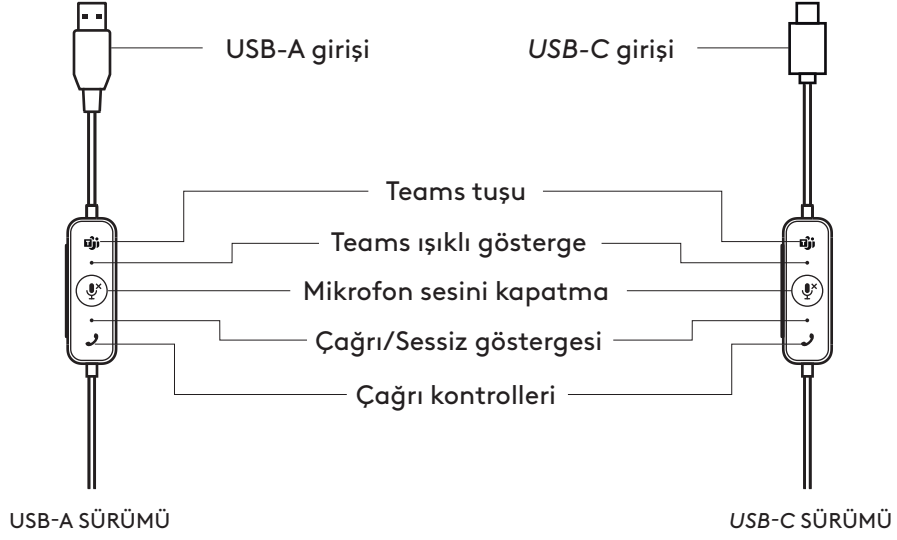 USB-A girişi
USB-C girişi
Teams tuşu
Teams ışıklı gösterge
Mikrofon sesini kapatma
Çağrı/Sessiz göstergesi
Çağrı kontrolleri
USB-A SÜRÜMÜ
USB-C SÜRÜMÜ